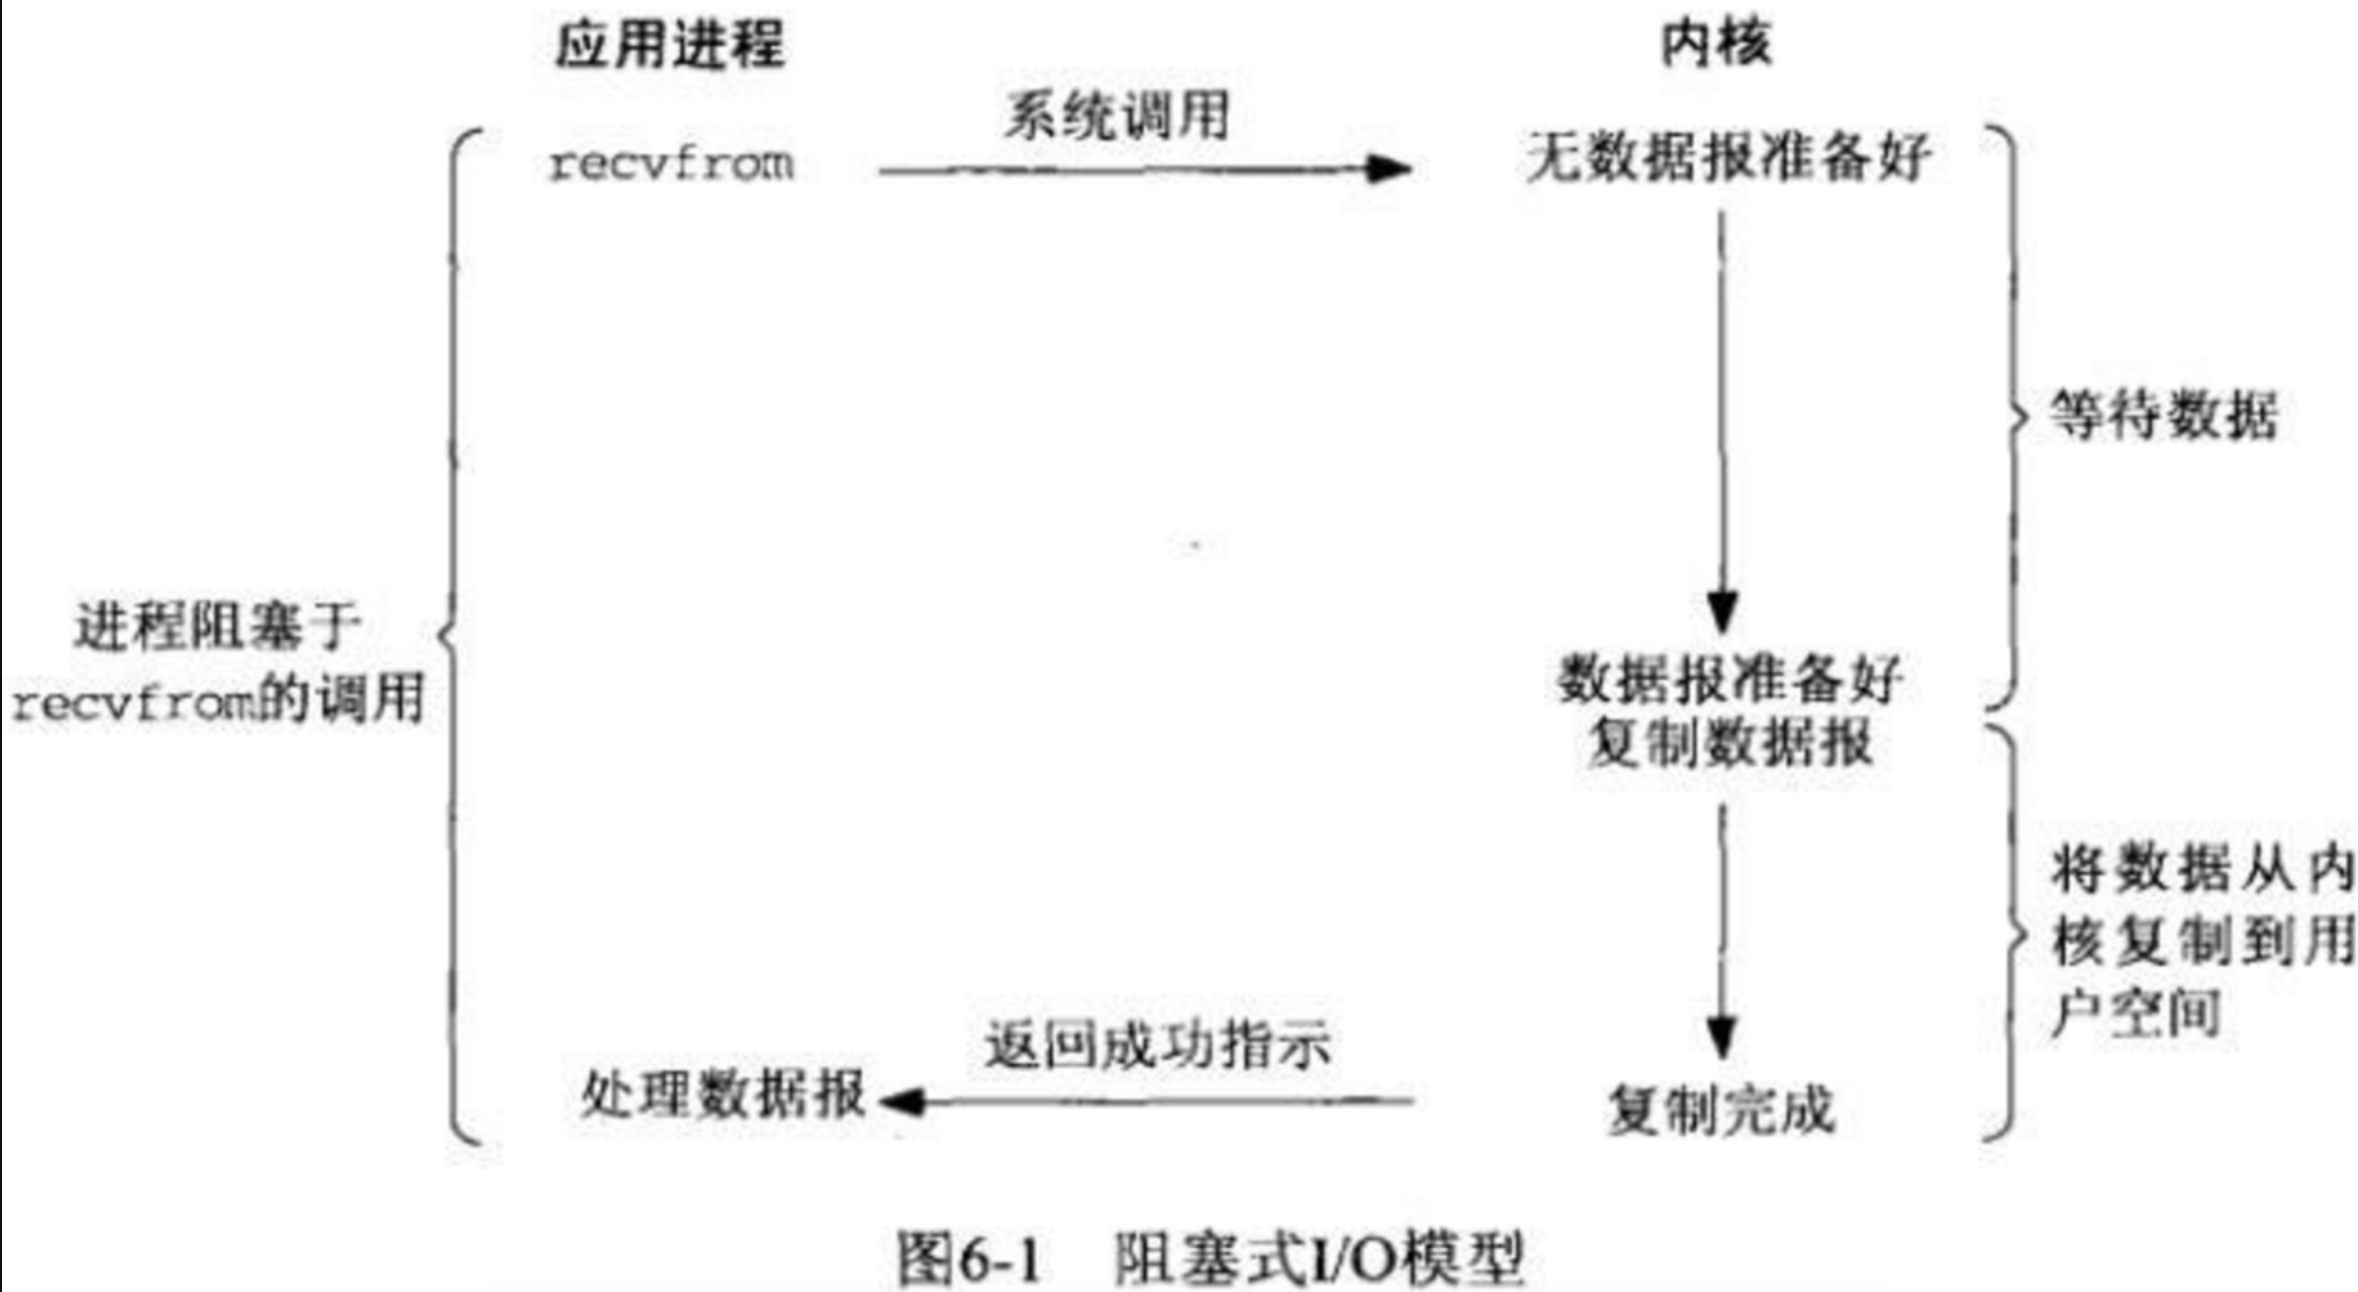 应用进程
内核
系统调用
recvfrom
无数据报准备好
等待数据
进程阻塞于
recvfrom的调用
数据报准备好
复制数据报
将数据从内
核复制到用
户空间
返回成功指示
处理数据报
复制完成
图6-1 阻塞式I/O模型